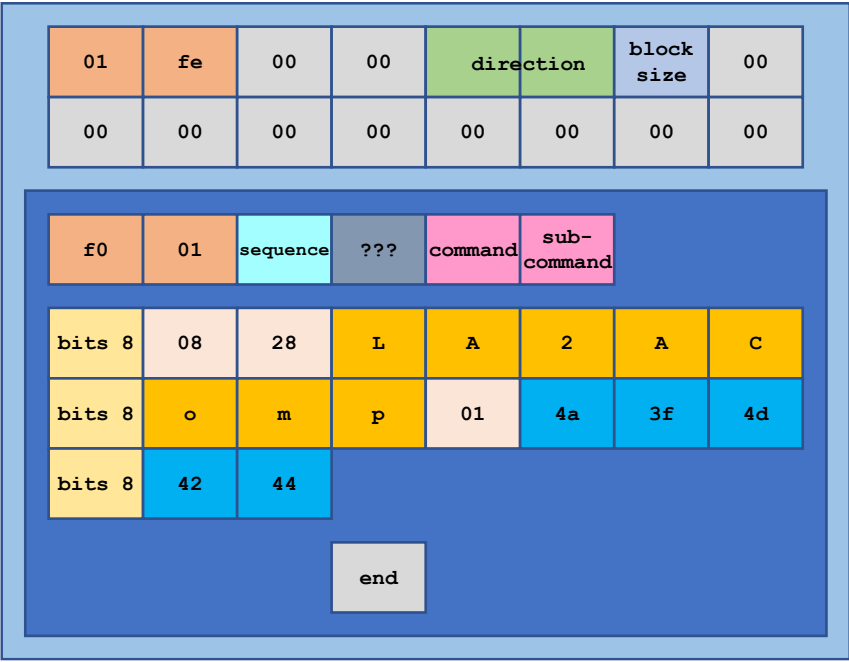 01 fe 00 00 direction block size 00
00 00 00 00 00 00 00 00
f0 01 sequence ??? command sub-command
bits 8 08 28 L A 2 A C
bits 8 o m p 01 4a 3f 4d
bits 8 42 44
end